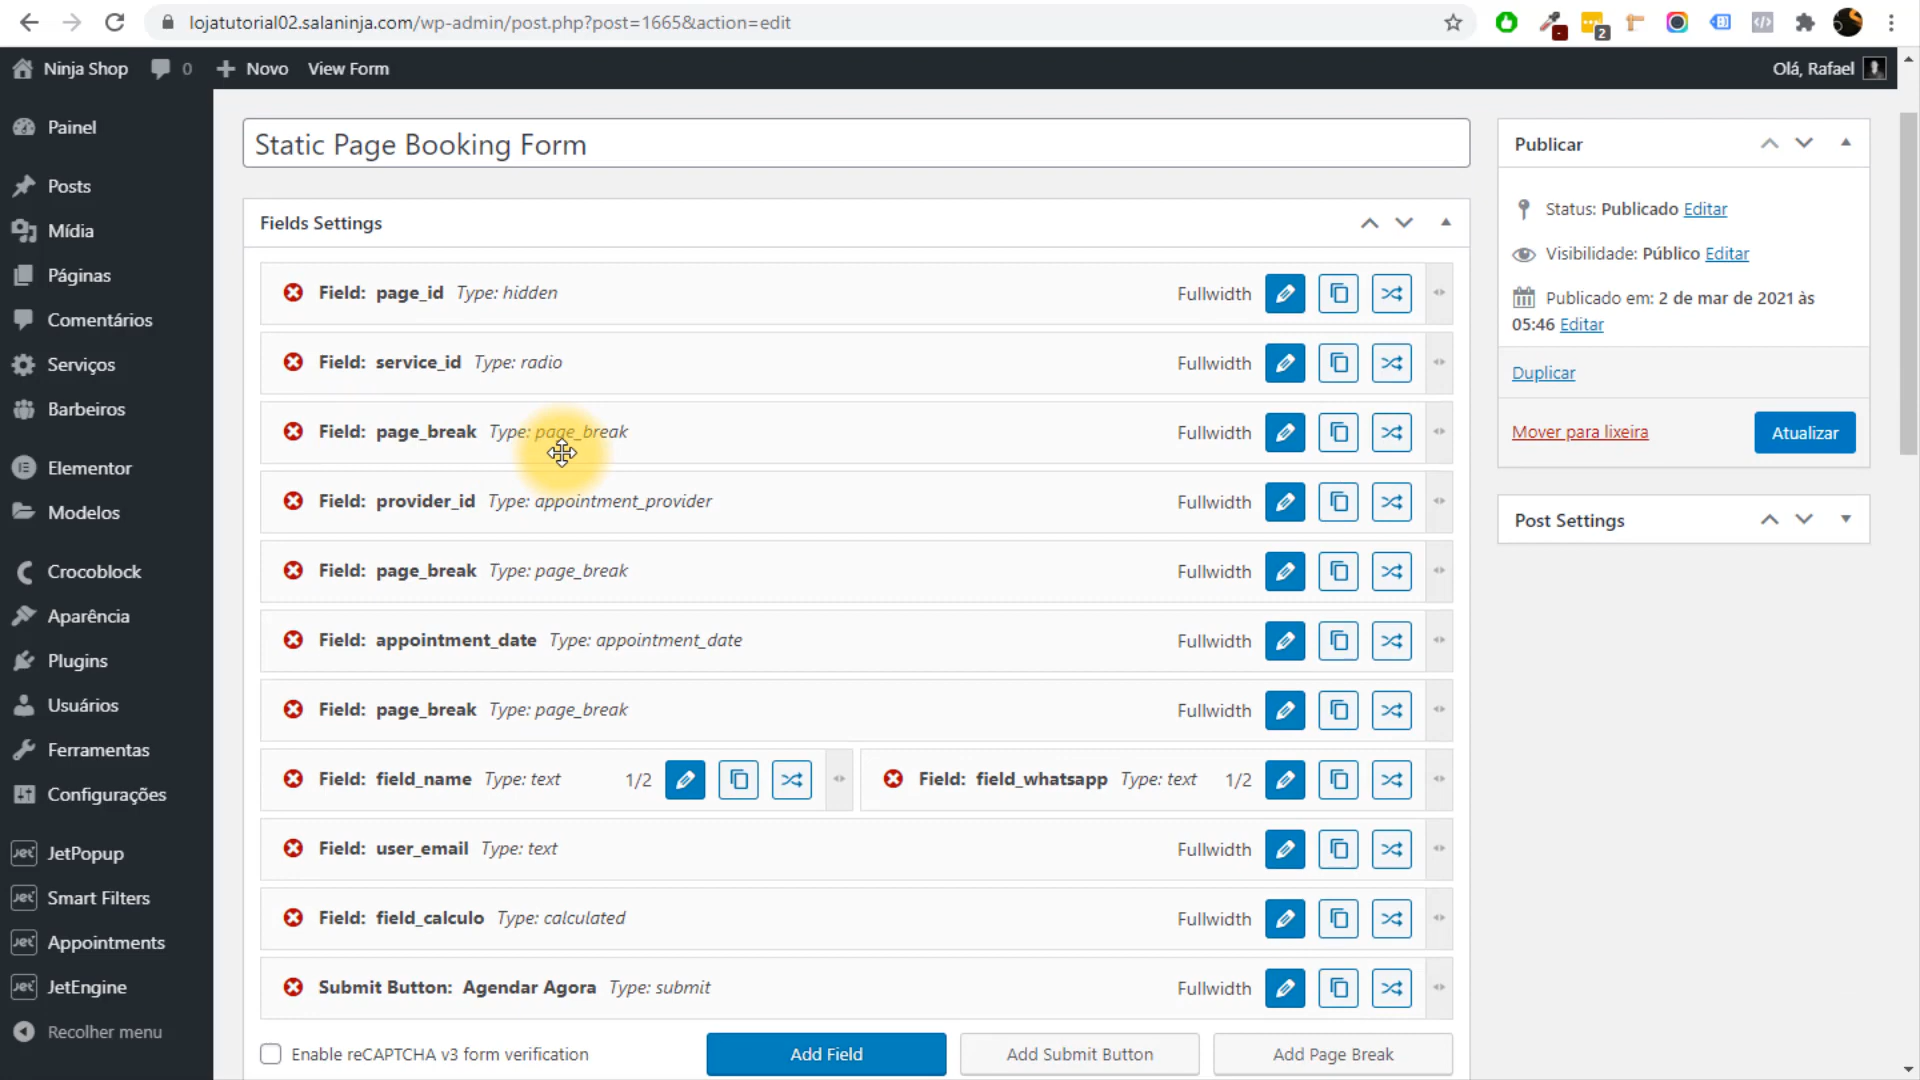 lojatutorial02.salaninja.com/wp-admin/post.php?post=1665&action=edit
2
Ninja Shop 0 Novo View Form Olá, Rafael
Painel
Posts
Mídia
Páginas
Comentários
Serviços
Barbeiros
Elementor
Modelos
Crocoblock
Aparência
Plugins
Usuários
Ferramentas
Configurações
Jet JetPopup
Jet Smart Filters
Jet Appointments
Jet JetEngine
Recolher menu
Static Page Booking Form
Fields Settings
Field: page_id Type: hidden Fullwidth
Field: service_id Type: radio Fullwidth
Field: page_break Type: page_break Fullwidth
Field: provider_id Type: appointment_provider Fullwidth
Field: page_break Type: page_break Fullwidth
Field: appointment_date Type: appointment_date Fullwidth
Field: page_break Type: page_break Fullwidth
Field: field_name Type: text 1/2 Field: field_whatsapp Type: text 1/2
Field: user_email Type: text Fullwidth
Field: field_calculo Type: calculated Fullwidth
Submit Button: Agendar Agora Type: submit Fullwidth
Enable reCAPTCHA v3 form verification Add Field Add Submit Button Add Page Break
Publicar
Status: Publicado Editar
Visibilidade: Público Editar
Publicado em: 2 de mar de 2021 às
05:46 Editar
Duplicar
Mover para lixeira Atualizar
Post Settings